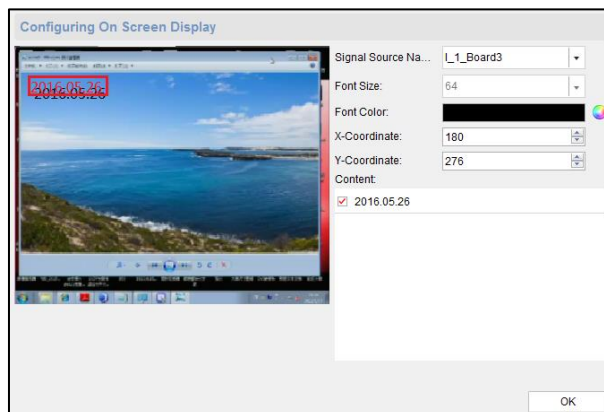 Configuring On Screen Display
Signal Source Na...
I_1_Board3
Font Size:
64
Font Color:
X-Coordinate:
180
Y-Coordinate:
276
Content:
2016.05.26
2016.05.26
2016.05.26
OK